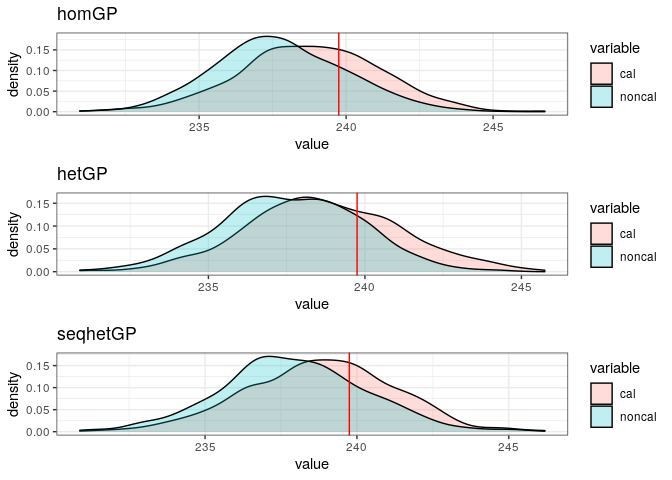 homGP
0.15
0.10
0.05
0.00
density
235
240
245
value
variable
cal
noncal
hetGP
0.15
0.10
0.05
0.00
density
235
240
245
value
variable
cal
noncal
seqhetGP
0.15
0.10
0.05
0.00
density
235
240
245
value
variable
cal
noncal